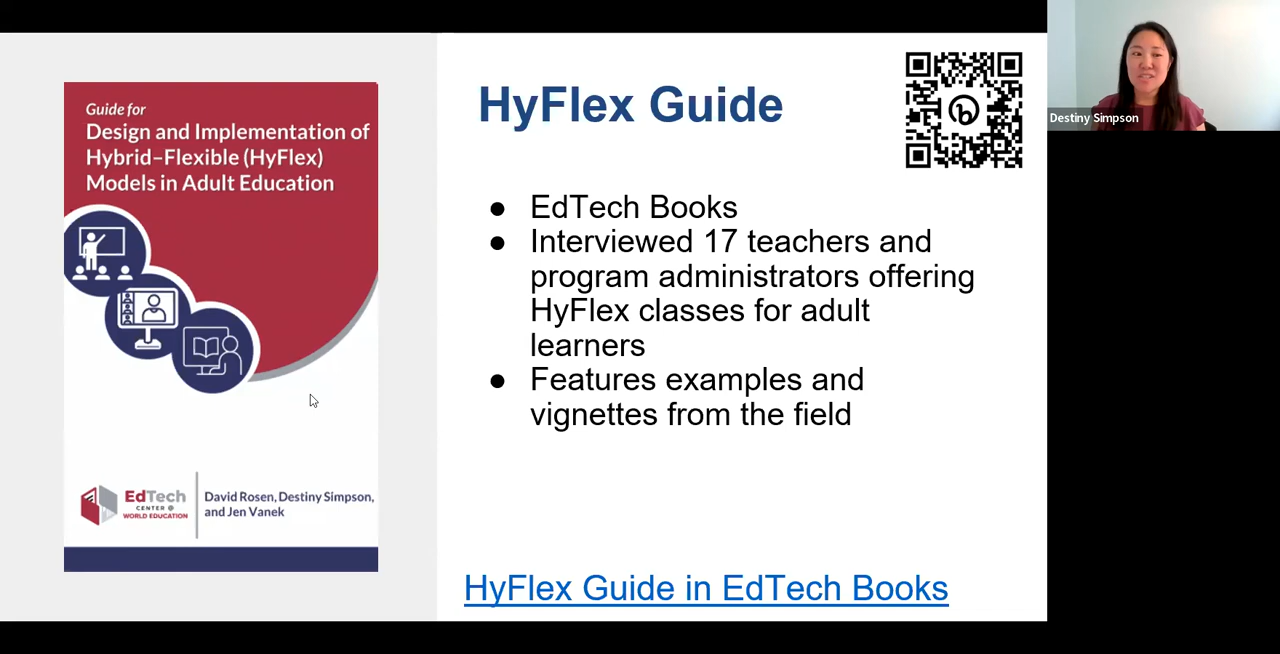 Guide for
Design and Implementation of
Hybrid–Flexible (HyFlex)
Models in Adult Education
EdTech
CENTER @
WORLD EDUCATION
David Rosen, Destiny Simpson,
and Jen Vanek
HyFlex Guide
● EdTech Books
● Interviewed 17 teachers and
program administrators offering
HyFlex classes for adult
learners
● Features examples and
vignettes from the field
HyFlex Guide in EdTech Books
Destiny Simpson